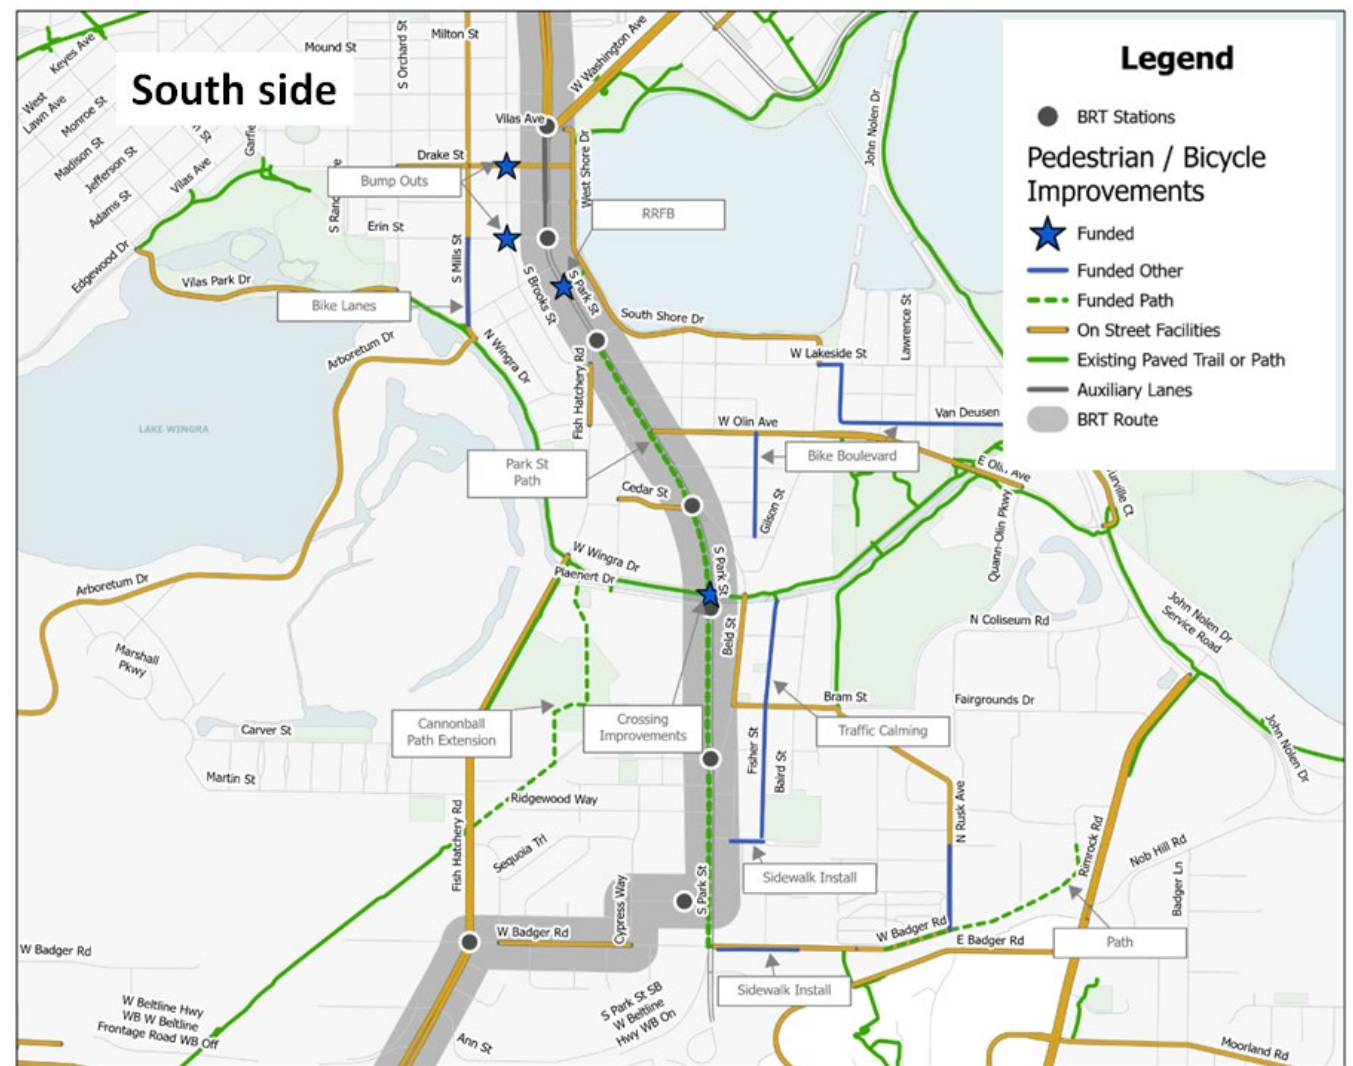 South side
Legend
BRT Stations
Pedestrian / Bicycle
Improvements
Funded
Funded Other
Funded Path
On Street Facilities
Existing Paved Trail or Path
Auxiliary Lanes
BRT Route
Keyes Ave
Mound St
S Orchard St
Milton St
W Washington Ave
West
Lawn Ave
Monroe St
Madison St
Jefferson St
Adams St
Vilas Ave
Vilas Ave
Drake St
Bump Outs
West Shore Dr
RRFB
John Nolen Dr
Erin St
S Mills St
Edgewood Dr
Vilas Park Dr
Bike Lanes
S Brooks St
S Park St
South Shore Dr
Lawrence St
Arboretum Dr
N Wingra Dr
W Lakeside St
Fish Hatchery Rd
Van Deusen
LAKE WINGRA
W Olin Ave
Bike Boulevard
E Olin Ave
Park St
Path
Cedar St
Gilson St
Quann-Olin Pkwy
W Wingra Dr
Plaenert Dr
S Park St
Arboretum Dr
Beld St
N Coliseum Rd
John Nolen Dr
Service Road
Marshall
Pkwy
Bram St
Fairgrounds Dr
Cannonball
Path Extension
Crossing
Improvements
Traffic Calming
Carver St
Fisher St
Baird St
John Nolen Dr
Martin St
Ridgewood Way
N Rusk Ave
Fish Hatchery Rd
Sequoia Trl
Rimrock Rd
Nob Hill Rd
Sidewalk Install
Cypress Way
S Park St
Badger Ln
W Badger Rd
W Badger Rd
W Badger Rd
E Badger Rd
Path
Sidewalk Install
W Beltline Hwy
WB W Beltline
Frontage Road WB Off
S Park St SB
W Beltline
Hwy WB On
Ann St
Moorland Rd